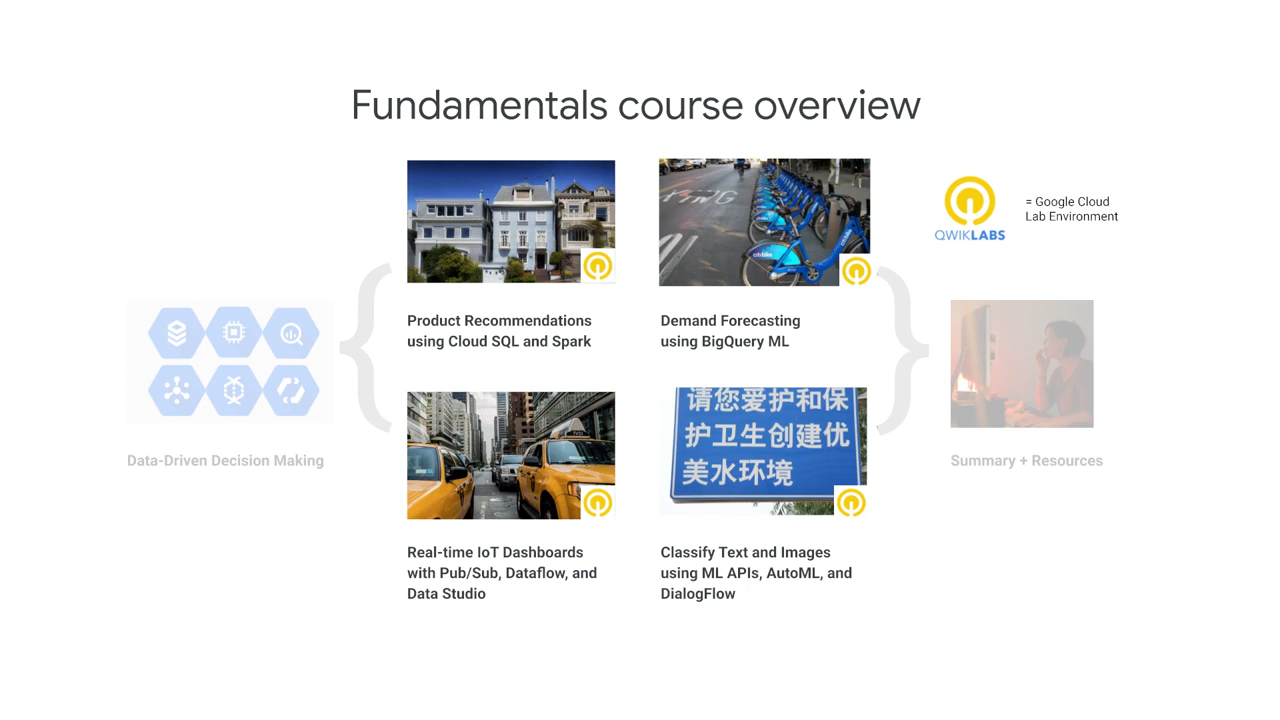 Fundamentals course overview
QWIKLABS
= Google Cloud
Lab Environment
XING
citi bike
Product Recommendations
using Cloud SQL and Spark
Demand Forecasting
using BigQuery ML
Data-Driven Decision Making
请您爱护和保
护卫生创建优
美水环境
Summary + Resources
Real-time IoT Dashboards
with Pub/Sub, Dataflow, and
Data Studio
Classify Text and Images
using ML APIs, AutoML, and
DialogFlow